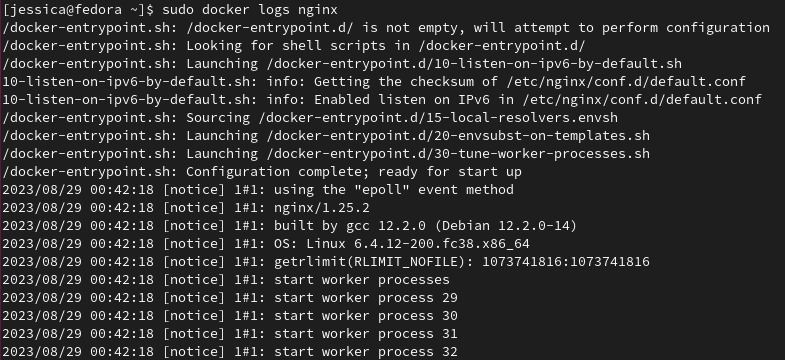 [jessica@fedora ~]$ sudo docker logs nginx
/docker-entrypoint.sh: /docker-entrypoint.d/ is not empty, will attempt to perform configuration
/docker-entrypoint.sh: Looking for shell scripts in /docker-entrypoint.d/
/docker-entrypoint.sh: Launching /docker-entrypoint.d/10-listen-on-ipv6-by-default.sh
10-listen-on-ipv6-by-default.sh: info: Getting the checksum of /etc/nginx/conf.d/default.conf
10-listen-on-ipv6-by-default.sh: info: Enabled listen on IPv6 in /etc/nginx/conf.d/default.conf
/docker-entrypoint.sh: Sourcing /docker-entrypoint.d/15-local-resolvers.envsh
/docker-entrypoint.sh: Launching /docker-entrypoint.d/20-envsubst-on-templates.sh
/docker-entrypoint.sh: Launching /docker-entrypoint.d/30-tune-worker-processes.sh
/docker-entrypoint.sh: Configuration complete; ready for start up
2023/08/29 00:42:18 [notice] 1#1: using the "epoll" event method
2023/08/29 00:42:18 [notice] 1#1: nginx/1.25.2
2023/08/29 00:42:18 [notice] 1#1: built by gcc 12.2.0 (Debian 12.2.0-14)
2023/08/29 00:42:18 [notice] 1#1: OS: Linux 6.4.12-200.fc38.x86_64
2023/08/29 00:42:18 [notice] 1#1: getrlimit(RLIMIT_NOFILE): 1073741816:1073741816
2023/08/29 00:42:18 [notice] 1#1: start worker processes
2023/08/29 00:42:18 [notice] 1#1: start worker process 29
2023/08/29 00:42:18 [notice] 1#1: start worker process 30
2023/08/29 00:42:18 [notice] 1#1: start worker process 31
2023/08/29 00:42:18 [notice] 1#1: start worker process 32